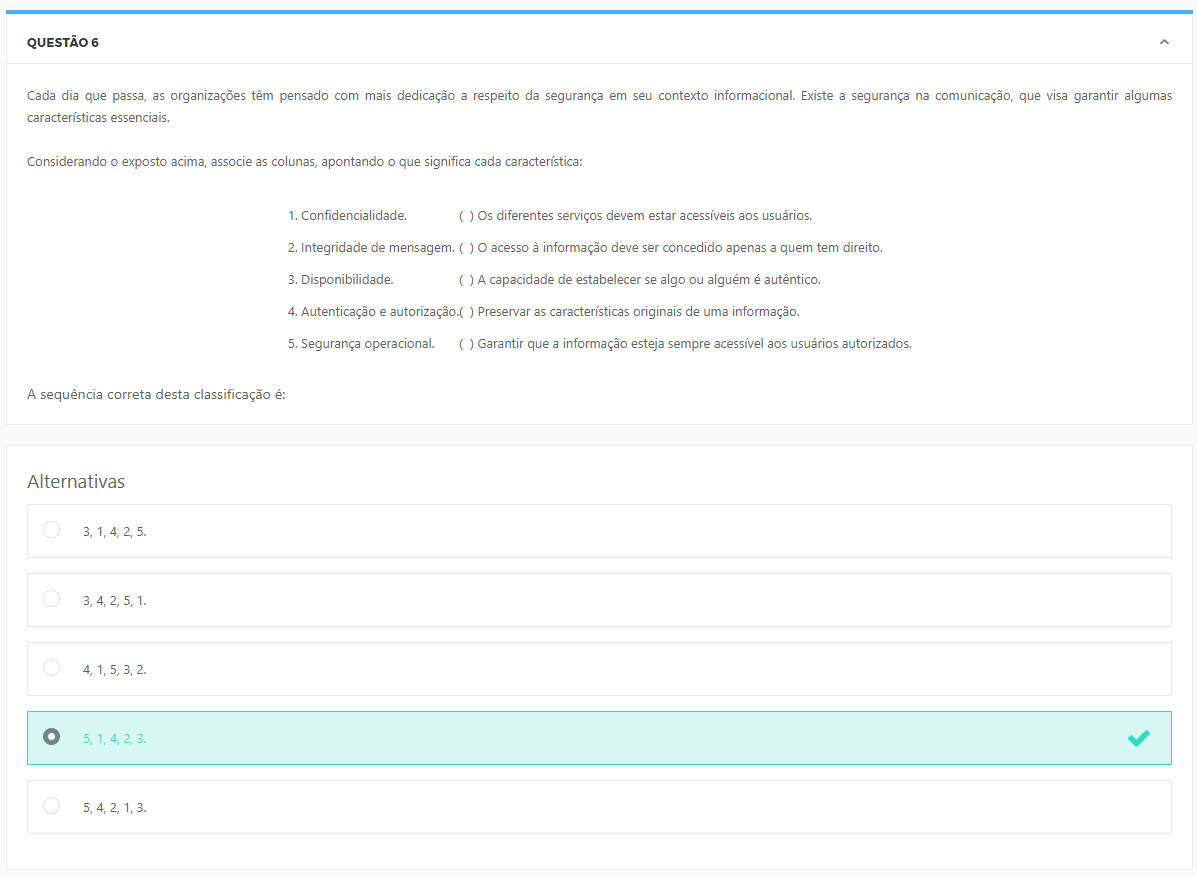 QUESTÃO 6
Cada dia que passa, as organizações têm pensado com mais dedicação a respeito da segurança em seu contexto informacional. Existe a segurança na comunicação, que visa garantir algumas
características essenciais.
Considerando o exposto acima, associe as colunas, apontando o que significa cada característica:
1. Confidencialidade. ( ) Os diferentes serviços devem estar acessíveis aos usuários.
2. Integridade de mensagem. ( ) O acesso à informação deve ser concedido apenas a quem tem direito.
3. Disponibilidade. ( ) A capacidade de estabelecer se algo ou alguém é autêntico.
4. Autenticação e autorização.( ) Preservar as características originais de uma informação.
5. Segurança operacional. ( ) Garantir que a informação esteja sempre acessível aos usuários autorizados.
A sequência correta desta classificação é:
Alternativas
3, 1, 4, 2, 5.
3, 4, 2, 5, 1.
4, 1, 5, 3, 2.
5, 1, 4, 2, 3.
5, 4, 2, 1, 3.